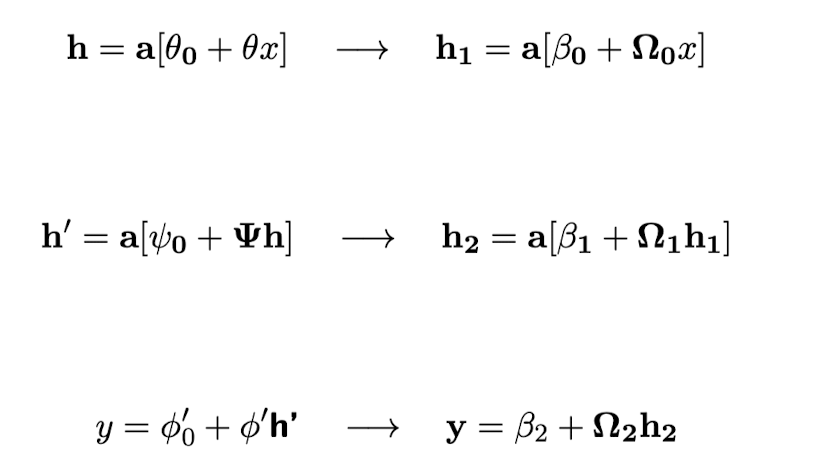 h = a[θ₀ + θx] ⟶ h₁ = a[β₀ + Ω₀x]
h′ = a[ψ₀ + Ψh] ⟶ h₂ = a[β₁ + Ω₁h₁]
y = ϕ′₀ + ϕ′h’ ⟶ y = β₂ + Ω₂h₂